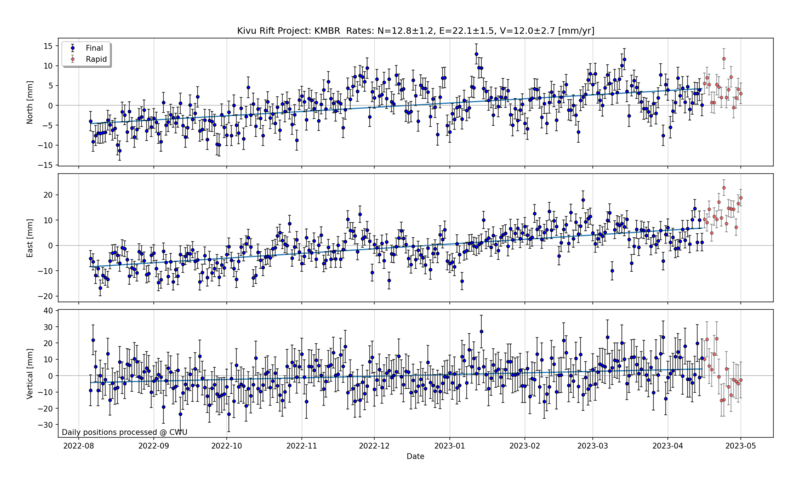 Kivu Rift Project: KMBR Rates: N=12.8±1.2, E=22.1±1.5, V=12.0±2.7 [mm/yr]
Final
Rapid
North [mm]
15
10
5
0
−5
−10
−15
East [mm]
20
10
0
−10
−20
Vertical [mm]
40
30
20
10
0
−10
−20
−30
Daily positions processed @ CWU
2022-08 2022-09 2022-10 2022-11 2022-12 2023-01 2023-02 2023-03 2023-04 2023-05
Date